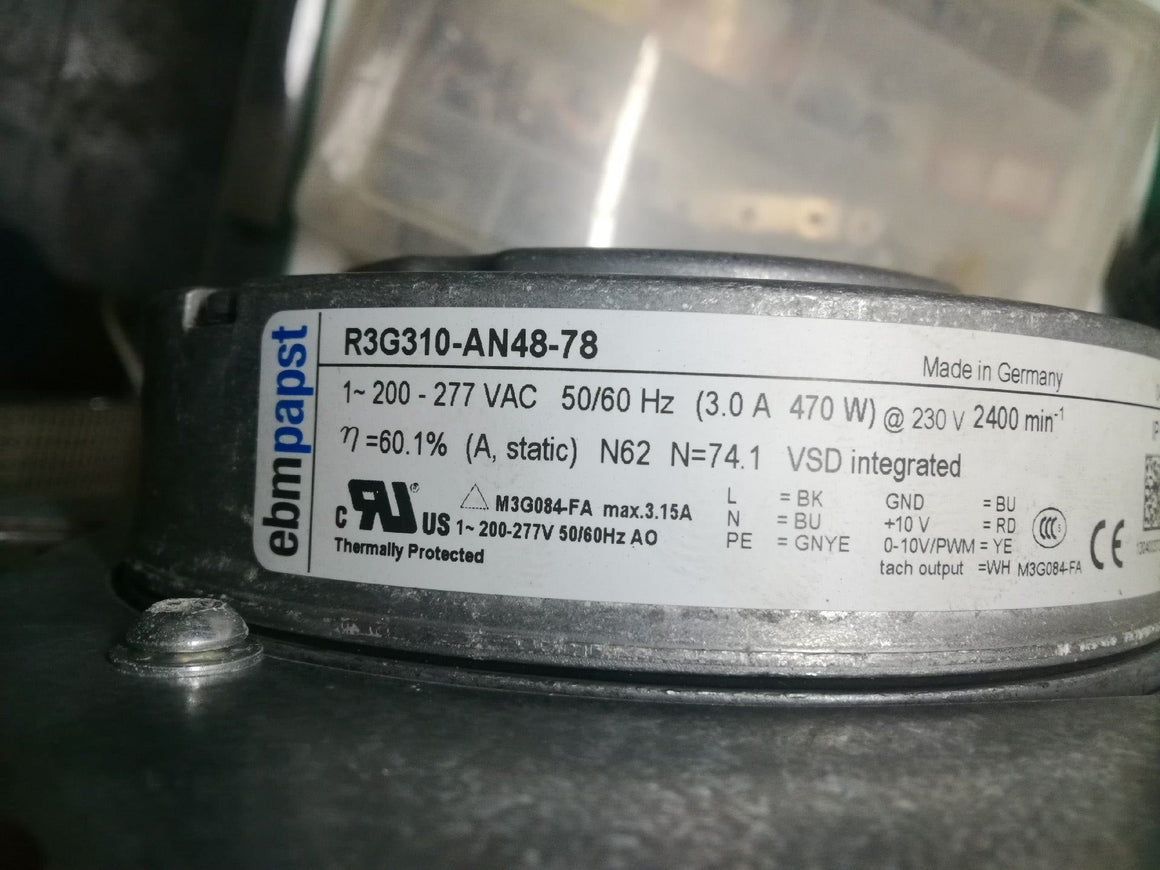 ebmpapst
R3G310-AN48-78
Made in Germany
1~ 200 - 277 VAC 50/60 Hz (3.0 A 470 W) @ 230 V 2400 min-1
η =60.1% (A, static) N62 N=74.1 VSD integrated
C RU ® US
M3G084-FA max.3.15A
1~ 200-277V 50/60Hz AO
Thermally Protected
L = BK
N = BU
PE = GNYE
GND = BU
+10 V = RD
0-10V/PWM = YE
tach output =WH
CCC S
M3G084-FA
CE
IP